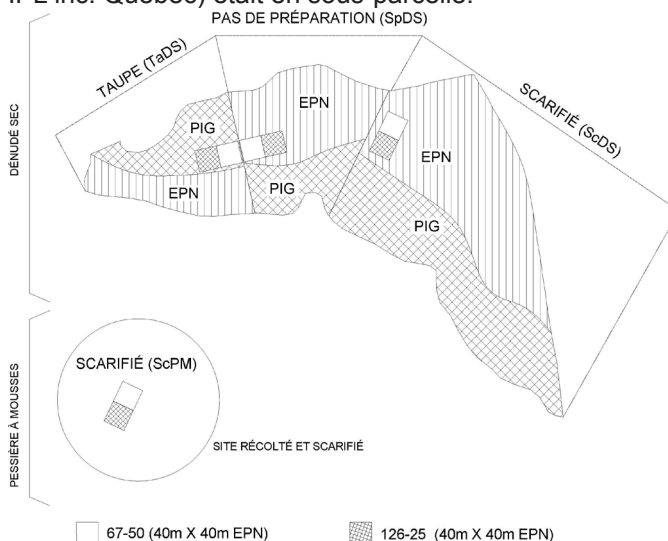 PAS DE PRÉPARATION (SpDS)
TAUPE (TaDS)
SCARIFIÉ (ScDS)
DÉNUDÉ SEC
EPN
PIG
EPN
EPN
PIG
PIG
PESSIÈRE À MOUSSES
SCARIFIÉ (ScPM)
SITE RÉCOLTÉ ET SCARIFIÉ
67-50 (40m X 40m EPN)
126-25 (40m X 40m EPN)